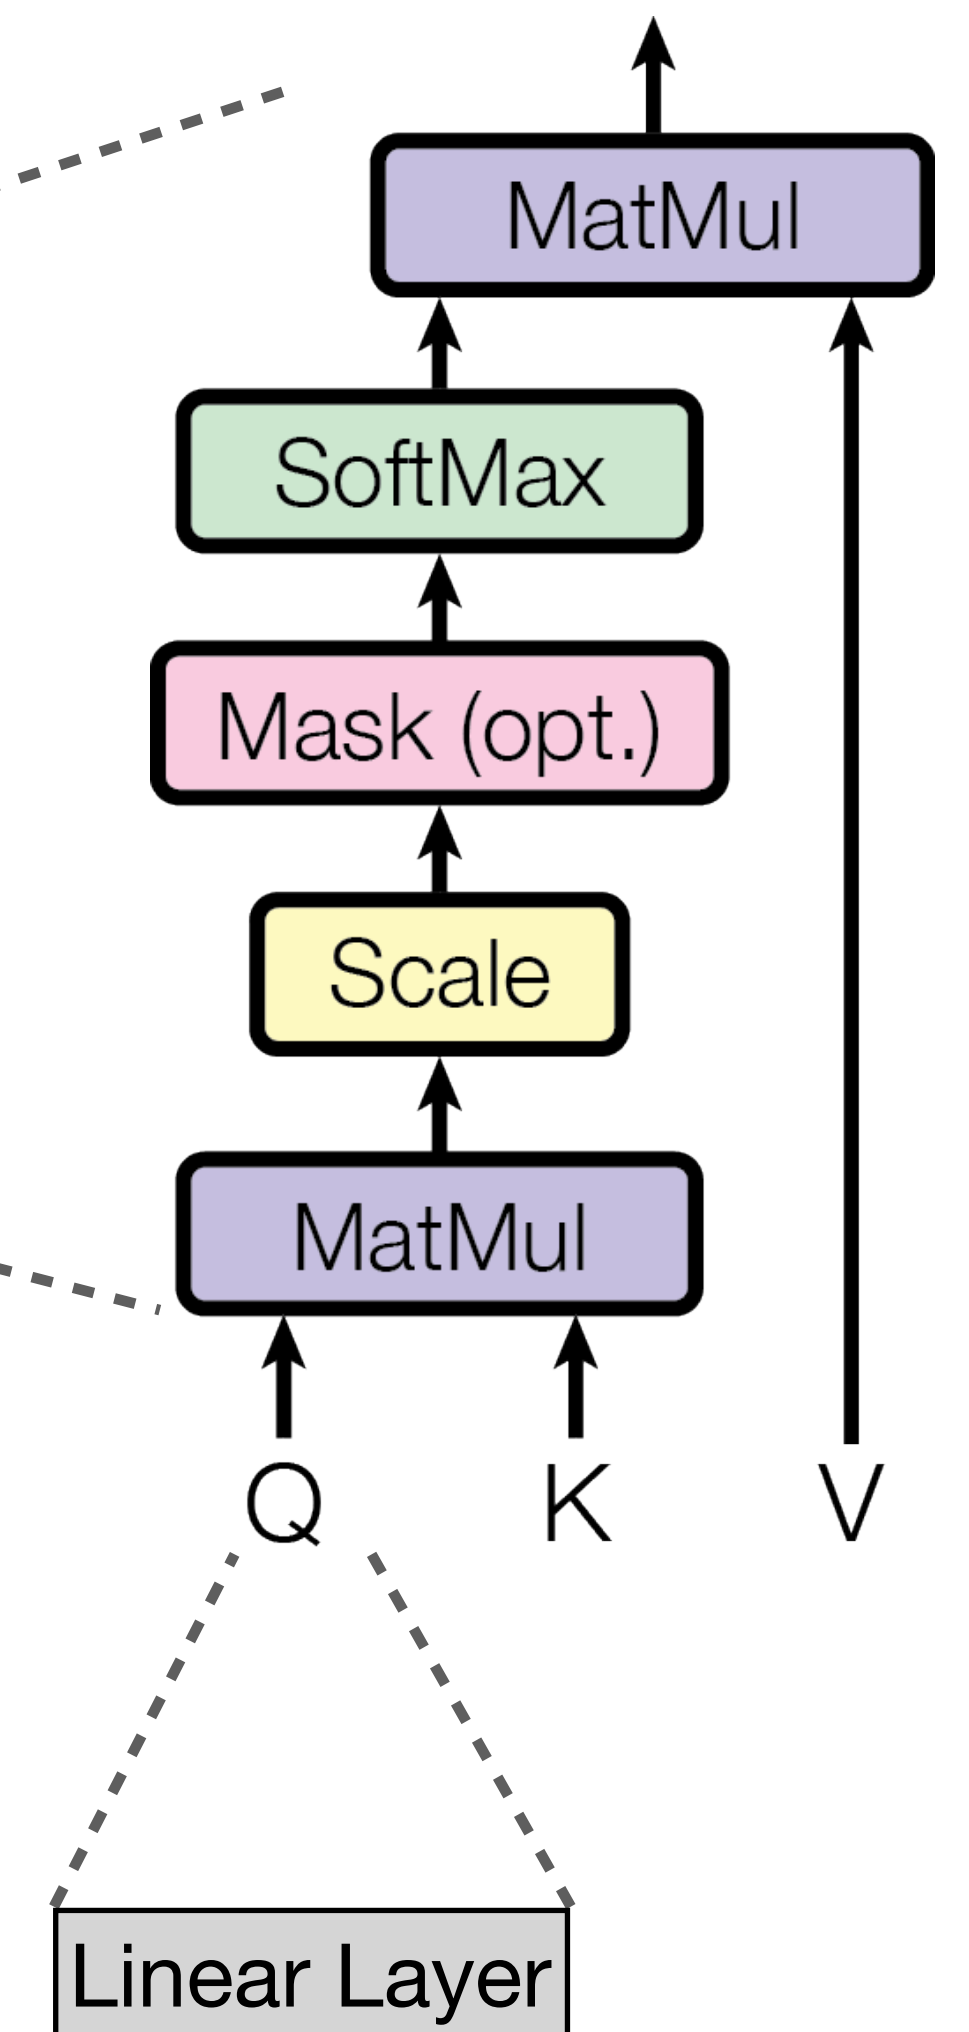 MatMul
SoftMax
Mask (opt.)
Scale
MatMul
Q K V
Linear Layer